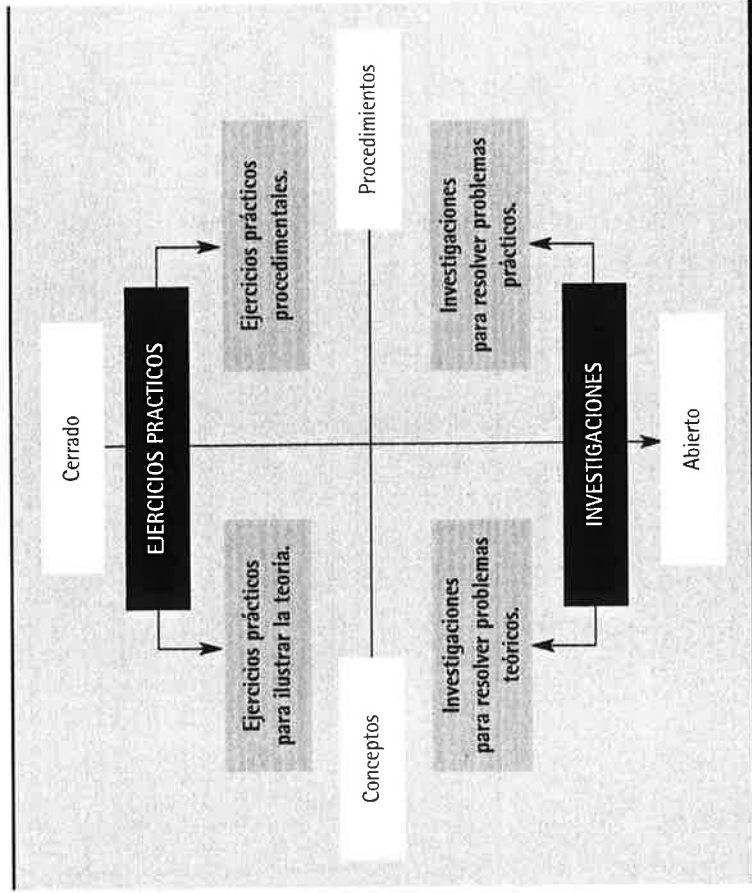 Cerrado
EJERCICIOS PRACTICOS
Ejercicios prácticos
para ilustrar la teoría.
Ejercicios prácticos
procedimentales.
Conceptos
Procedimientos
Investigaciones
para resolver problemas
teóricos.
Investigaciones
para resolver problemas
prácticos.
INVESTIGACIONES
Abierto